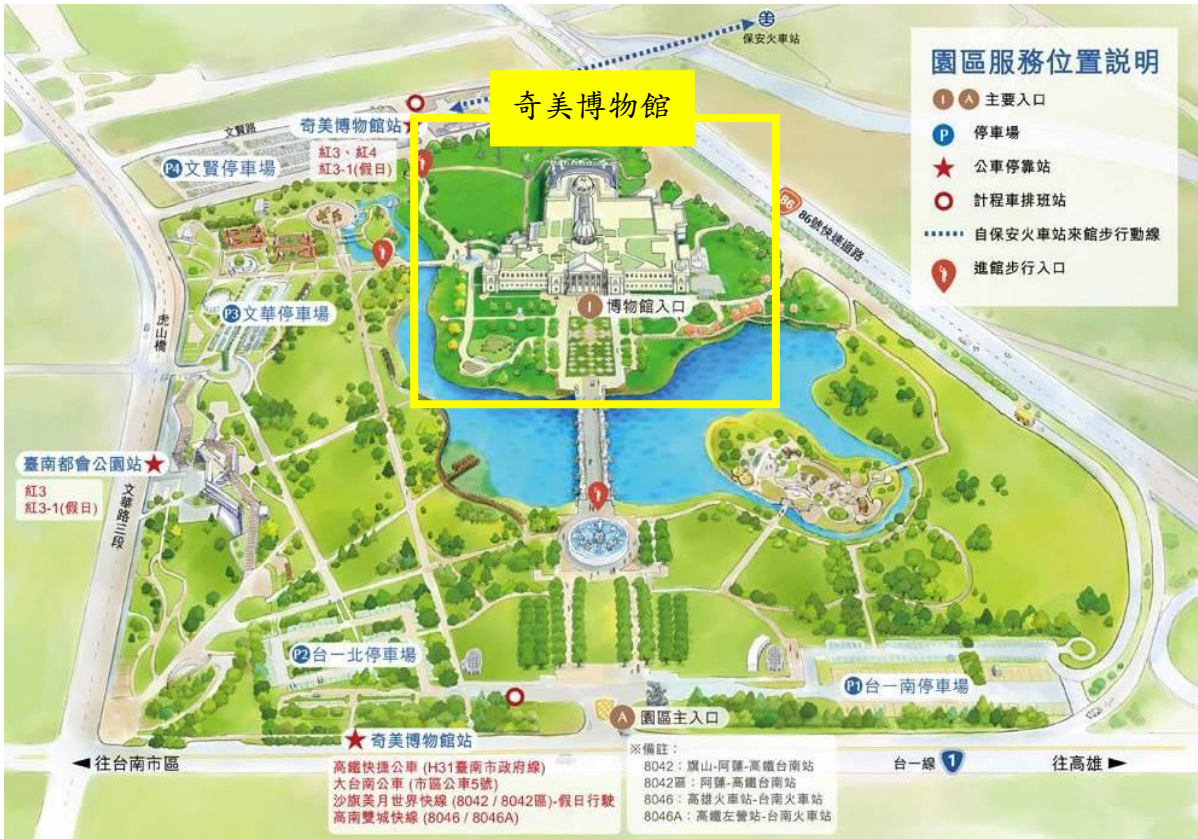 保安火車站
園區服務位置說明
I A 主要入口
P 停車場
公車停靠站
計程車排班站
自保安火車站來館步行動線
進館步行入口
奇美博物館
文賢路
奇美博物館站
紅3、紅4
紅3-1(假日)
P4 文賢停車場
86
86號快速道路
I 博物館入口
P3 文華停車場
虎山橋
臺南都會公園站
紅3
紅3-1(假日)
文華路三段
P2 台一北停車場
P1 台一南停車場
A 園區主入口
奇美博物館站
往台南市區
高鐵快捷公車 (H31臺南市政府線)
大台南公車 (市區公車5號)
沙旗美月世界快線 (8042 / 8042區)-假日行駛
高南雙城快線 (8046 / 8046A)
※備註：
8042：旗山-阿蓮-高鐵台南站
8042區：阿蓮-高鐵台南站
8046：高雄火車站-台南火車站
8046A：高鐵左營站-台南火車站
台一線 1
往高雄